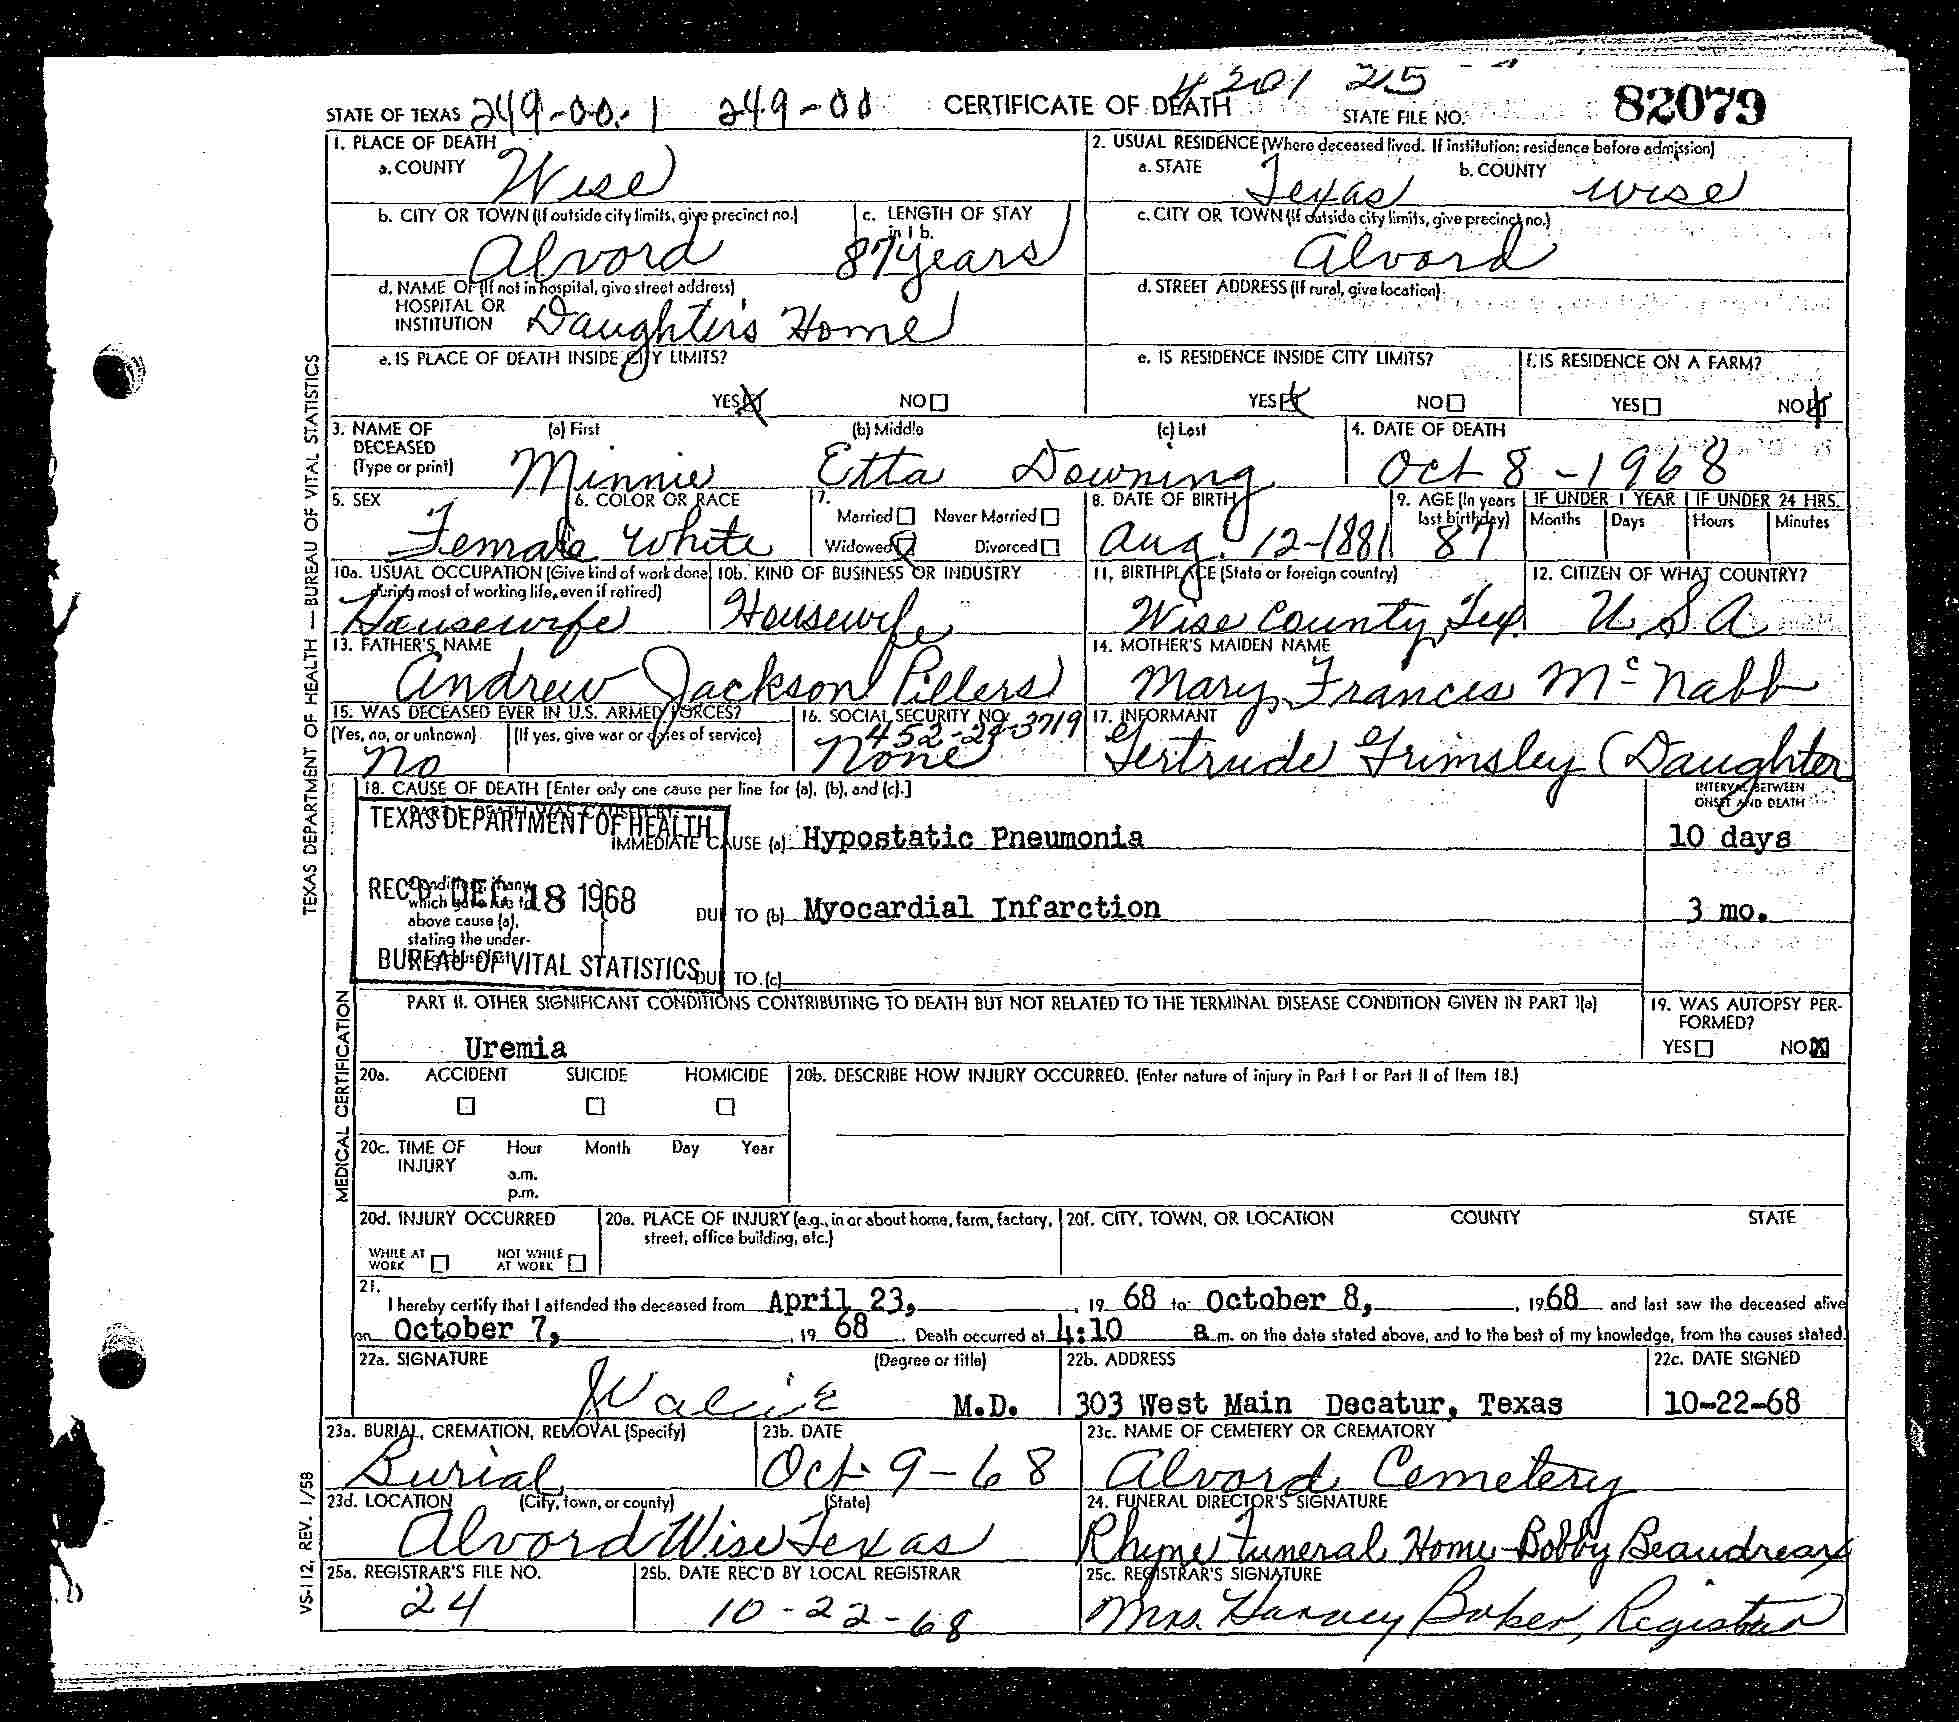 4201 215
STATE OF TEXAS 249-00-1 249-00 CERTIFICATE OF DEATH STATE FILE NO. 82079
1. PLACE OF DEATH
a. COUNTY Wise
2. USUAL RESIDENCE (Where deceased lived. If institution: residence before admission)
a. STATE Texas b. COUNTY Wise
b. CITY OR TOWN (If outside city limits, give precinct no.) Alvord
c. LENGTH OF STAY in 1 b. 87 years
c. CITY OR TOWN (If outside city limits, give precinct no.) Alvord
d. NAME OF (If not in hospital, give street address)
HOSPITAL OR
INSTITUTION Daughter's Home
d. STREET ADDRESS (If rural, give location)
e. IS PLACE OF DEATH INSIDE CITY LIMITS?
YES NO
e. IS RESIDENCE INSIDE CITY LIMITS?
YES NO
f. IS RESIDENCE ON A FARM?
YES NO
3. NAME OF DECEASED (Type or print)
(a) First (b) Middle (c) Last
Minnie Etta Downing
4. DATE OF DEATH
Oct 8-1968
5. SEX
Female
6. COLOR OR RACE
White
7.
Married Never Married
Widowed Divorced
8. DATE OF BIRTH
Aug. 12-1881
9. AGE (In years last birthday)
87
IF UNDER 1 YEAR IF UNDER 24 HRS.
Months Days Hours Minutes
10a. USUAL OCCUPATION (Give kind of work done during most of working life, even if retired)
Housewife
10b. KIND OF BUSINESS OR INDUSTRY
Housewife
11. BIRTHPLACE (State or foreign country)
Wise County, Tex.
12. CITIZEN OF WHAT COUNTRY?
U.S.A
13. FATHER'S NAME
Andrew Jackson Pillers
14. MOTHER'S MAIDEN NAME
Mary Francis McNabb
15. WAS DECEASED EVER IN U.S. ARMED FORCES?
(Yes, no, or unknown) (If yes, give war or dates of service)
No
16. SOCIAL SECURITY NO.
3719
None
17. INFORMANT
Gertrude Grimsley (Daughter
18. CAUSE OF DEATH [Enter only one cause per line for (a), (b), and (c).]
INTERVAL BETWEEN
ONSET AND DEATH
PART I. DEATH WAS CAUSED BY:
IMMEDIATE CAUSE (a) Hypostatic Pneumonia 10 days
Conditions, if any,
which gave rise to
above cause (a),
stating the under-
DUE TO (b) Myocardial Infarction 3 mo.
DUE TO (c)
TEXAS DEPARTMENT OF HEALTH
REC'D DEC 18 1968
BUREAU OF VITAL STATISTICS
PART II. OTHER SIGNIFICANT CONDITIONS CONTRIBUTING TO DEATH BUT NOT RELATED TO THE TERMINAL DISEASE CONDITION GIVEN IN PART I(a)
Uremia
19. WAS AUTOPSY PER-
FORMED?
YES NO
20a. ACCIDENT SUICIDE HOMICIDE
20b. DESCRIBE HOW INJURY OCCURRED. (Enter nature of injury in Part I or Part II of Item 18.)
20c. TIME OF INJURY Hour Month Day Year
a.m.
p.m.
20d. INJURY OCCURRED
WHILE AT WORK NOT WHILE AT WORK
20e. PLACE OF INJURY (e.g., in or about home, farm, factory,
street, office building, etc.)
20f. CITY, TOWN, OR LOCATION COUNTY STATE
21.
I hereby certify that I attended the deceased from April 23, 1968 to October 8, 1968 and last saw the deceased alive
on October 7, 1968. Death occurred at 4:10 a.m. on the date stated above, and to the best of my knowledge, from the causes stated.
22a. SIGNATURE (Degree or title)
M.D.
22b. ADDRESS
303 West Main Decatur, Texas
22c. DATE SIGNED
10-22-68
23a. BURIAL, CREMATION, REMOVAL (Specify)
Burial
23b. DATE
Oct-9-68
23c. NAME OF CEMETERY OR CREMATORY
Alvord Cemetery
23d. LOCATION (City, town, or county) (State)
Alvord Wise Texas
24. FUNERAL DIRECTOR'S SIGNATURE
Rhyne Funeral Home-Bobby Beaudreaux
25a. REGISTRAR'S FILE NO.
24
25b. DATE REC'D BY LOCAL REGISTRAR
10-22-68
25c. REGISTRAR'S SIGNATURE
Mrs. Harvey Baker, Registrar
TEXAS DEPARTMENT OF HEALTH — BUREAU OF VITAL STATISTICS
MEDICAL CERTIFICATION
VS-112, REV. 1/58